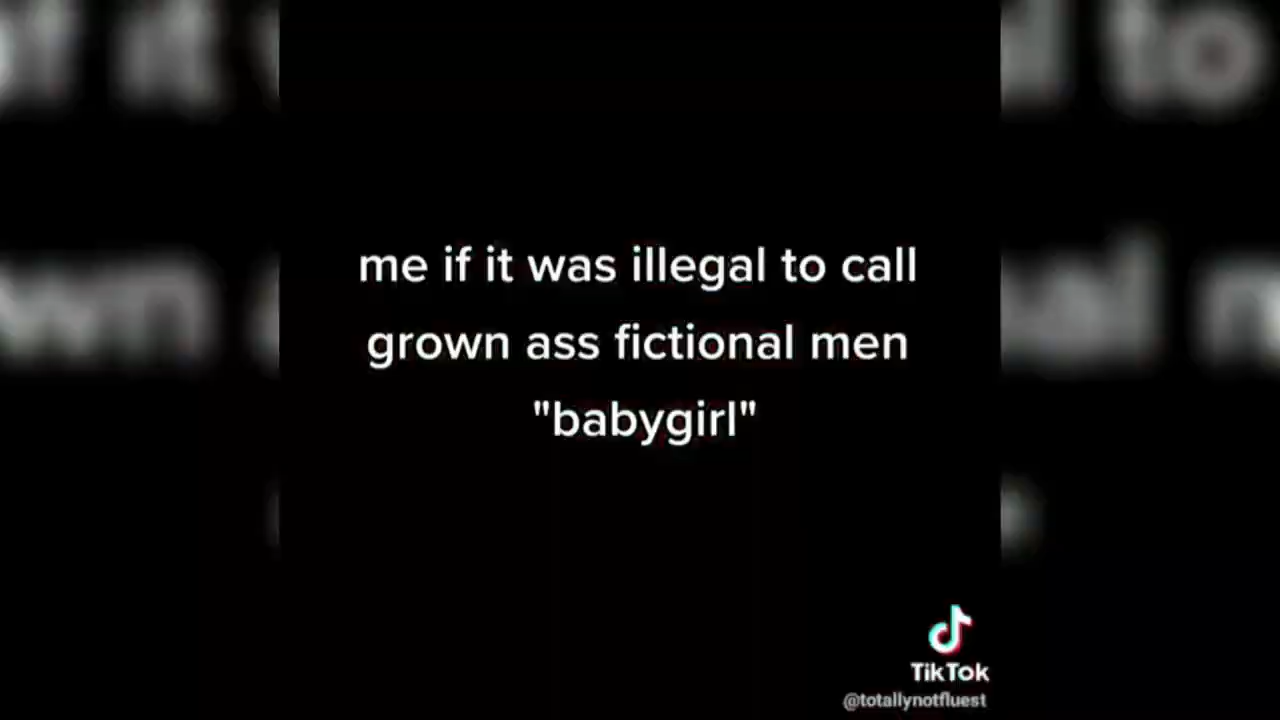 me if it was illegal to call
grown ass fictional men
"babygirl"
TikTok
@totallynotfluest